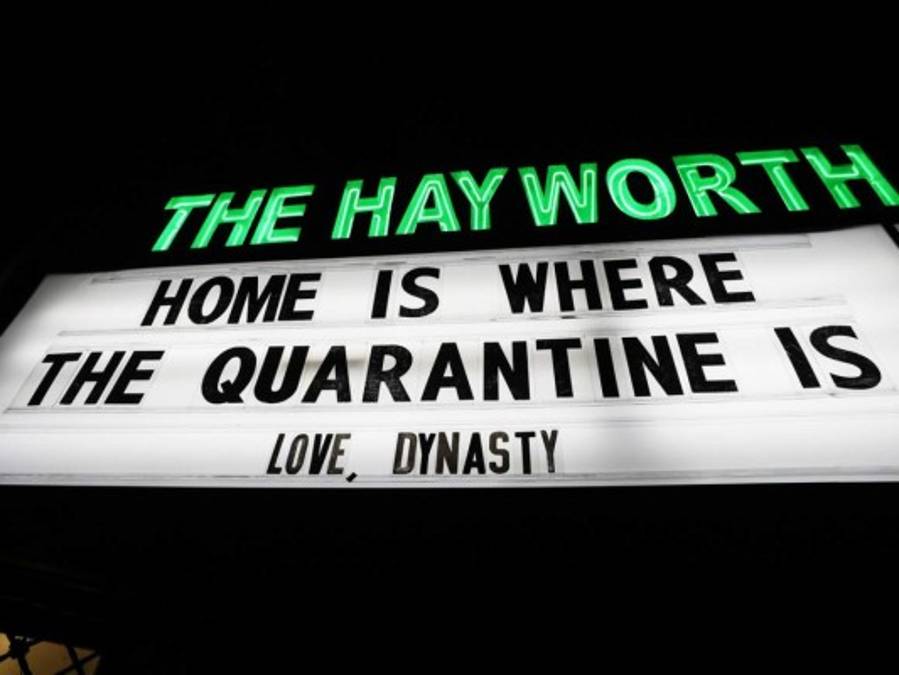 THE HAYWORTH
HOME IS WHERE
THE QUARANTINE IS
LOVE, DYNASTY